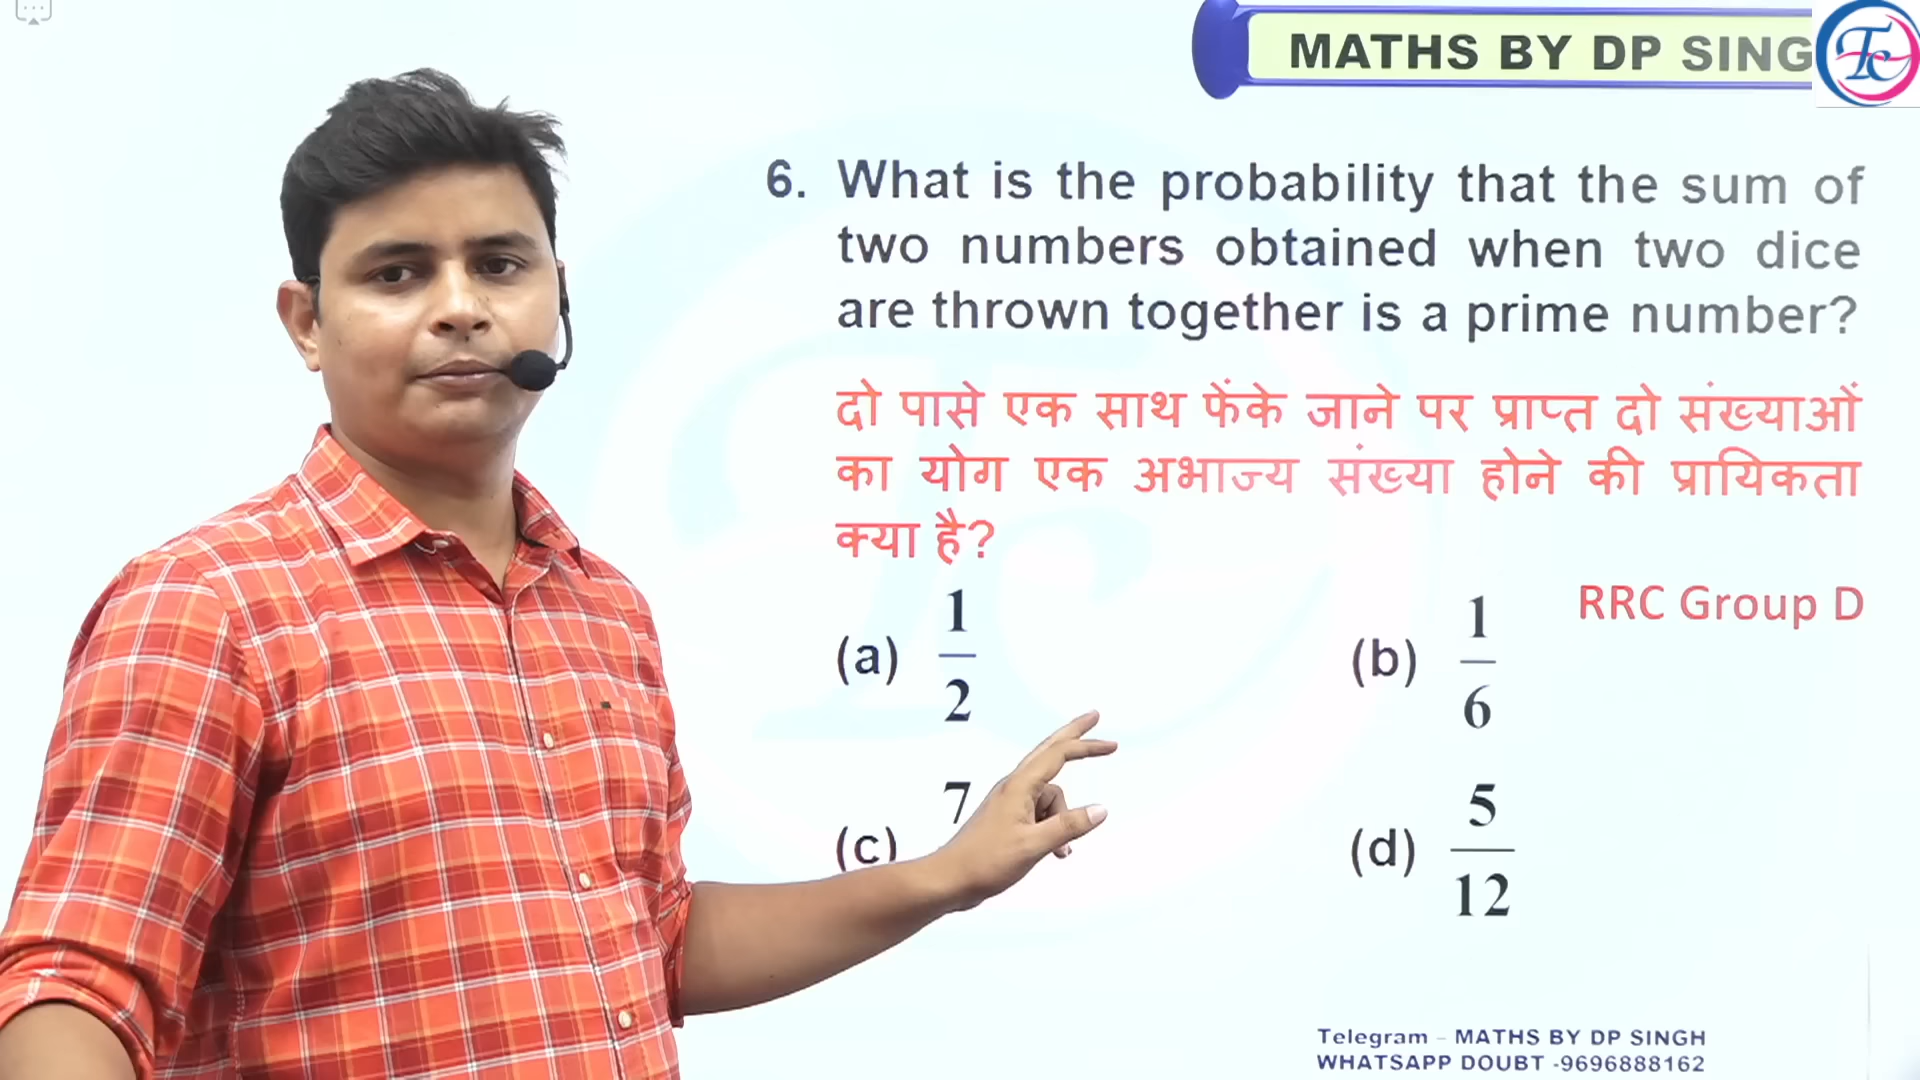 MATHS BY DP SING
Tc
6. What is the probability that the sum of
two numbers obtained when two dice
are thrown together is a prime number?
दो पासे एक साथ फेंके जाने पर प्राप्त दो संख्याओं
का योग एक अभाज्य संख्या होने की प्रायिकता
क्या है?
RRC Group D
(a) 1/2
(b) 1/6
(c) 7
(d) 5/12
Telegram – MATHS BY DP SINGH
WHATSAPP DOUBT -9696888162